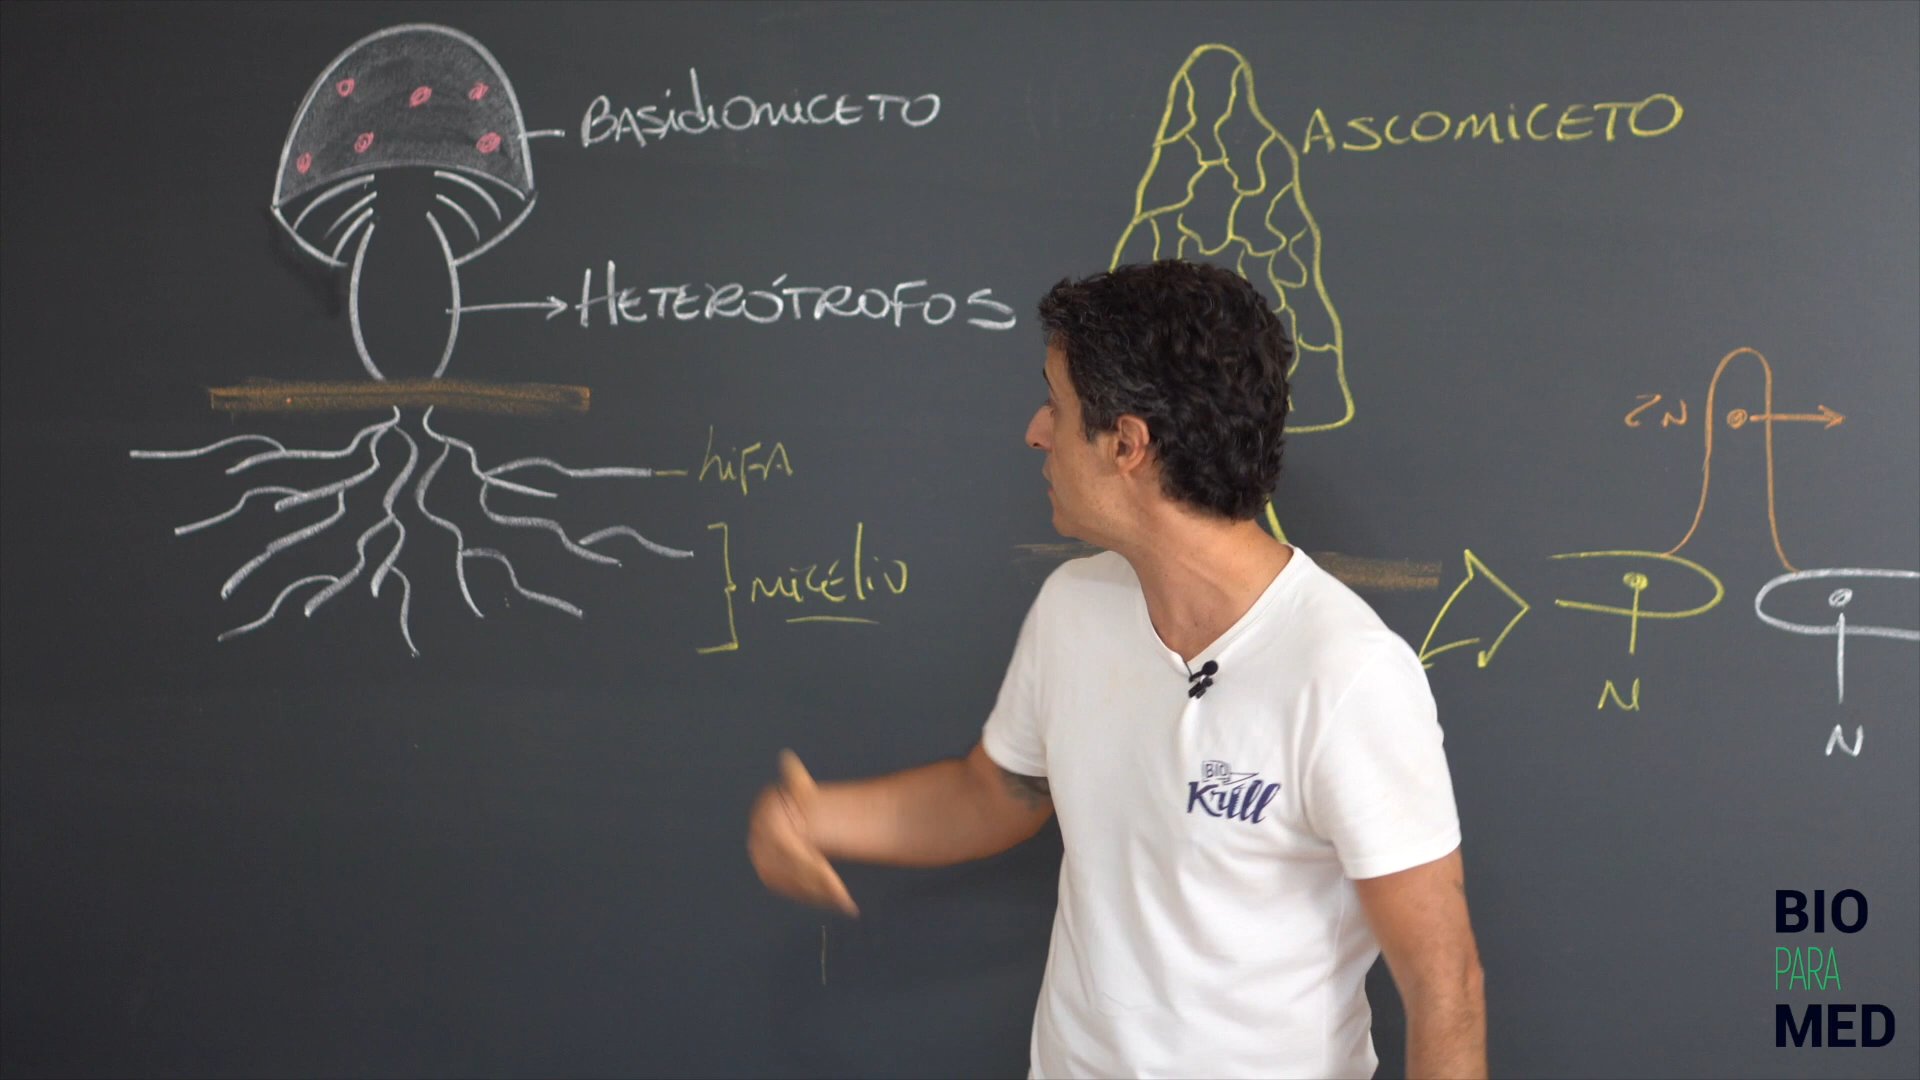 BASidiOMICETO
ASCOMICETO
HETERÓTROFOS
2N
hiFA
micélio
N
N
BIO
Krill
BIO
PARA
MED